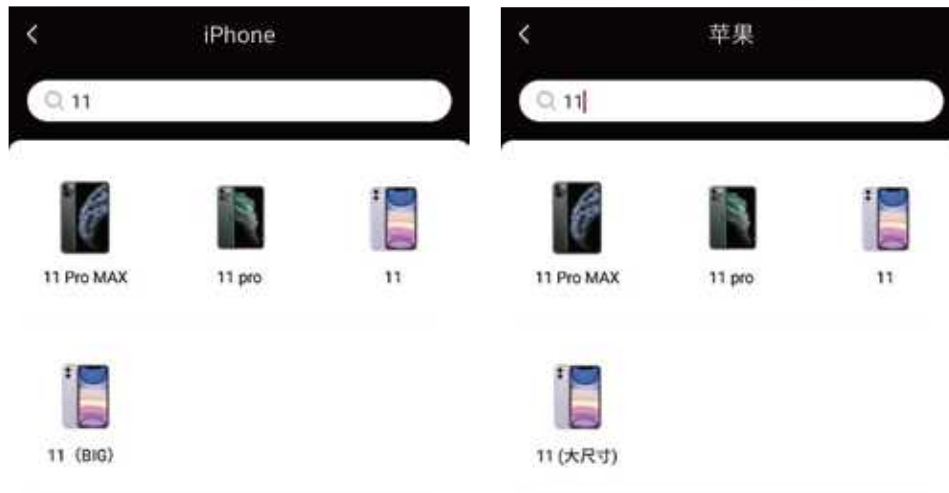 iPhone
11
11 Pro MAX 11 pro 11
11（BIG）
苹果
11
11 Pro MAX 11 pro 11
11 (大尺寸)